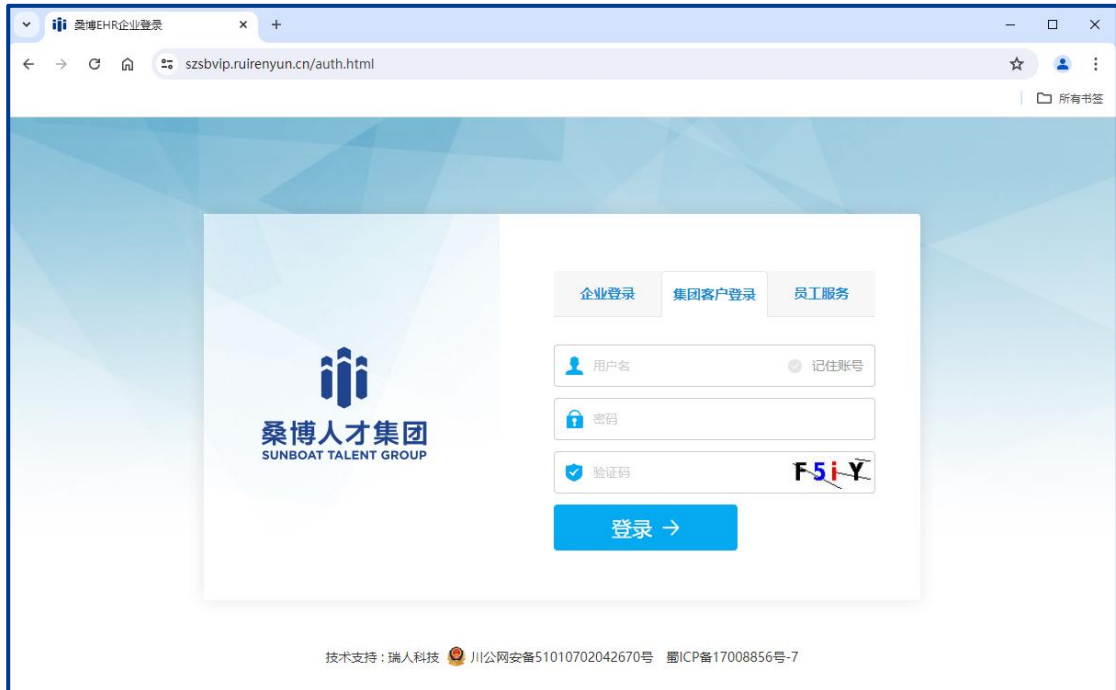 桑博EHR企业登录
szsbvip.ruirenyun.cn/auth.html
所有书签
企业登录 集团客户登录 员工服务
用户名 记住账号
密码
验证码 F5iY
登录
桑博人才集团
SUNBOAT TALENT GROUP
技术支持：瑞人科技 川公网安备51010702042670号 蜀ICP备17008856号-7